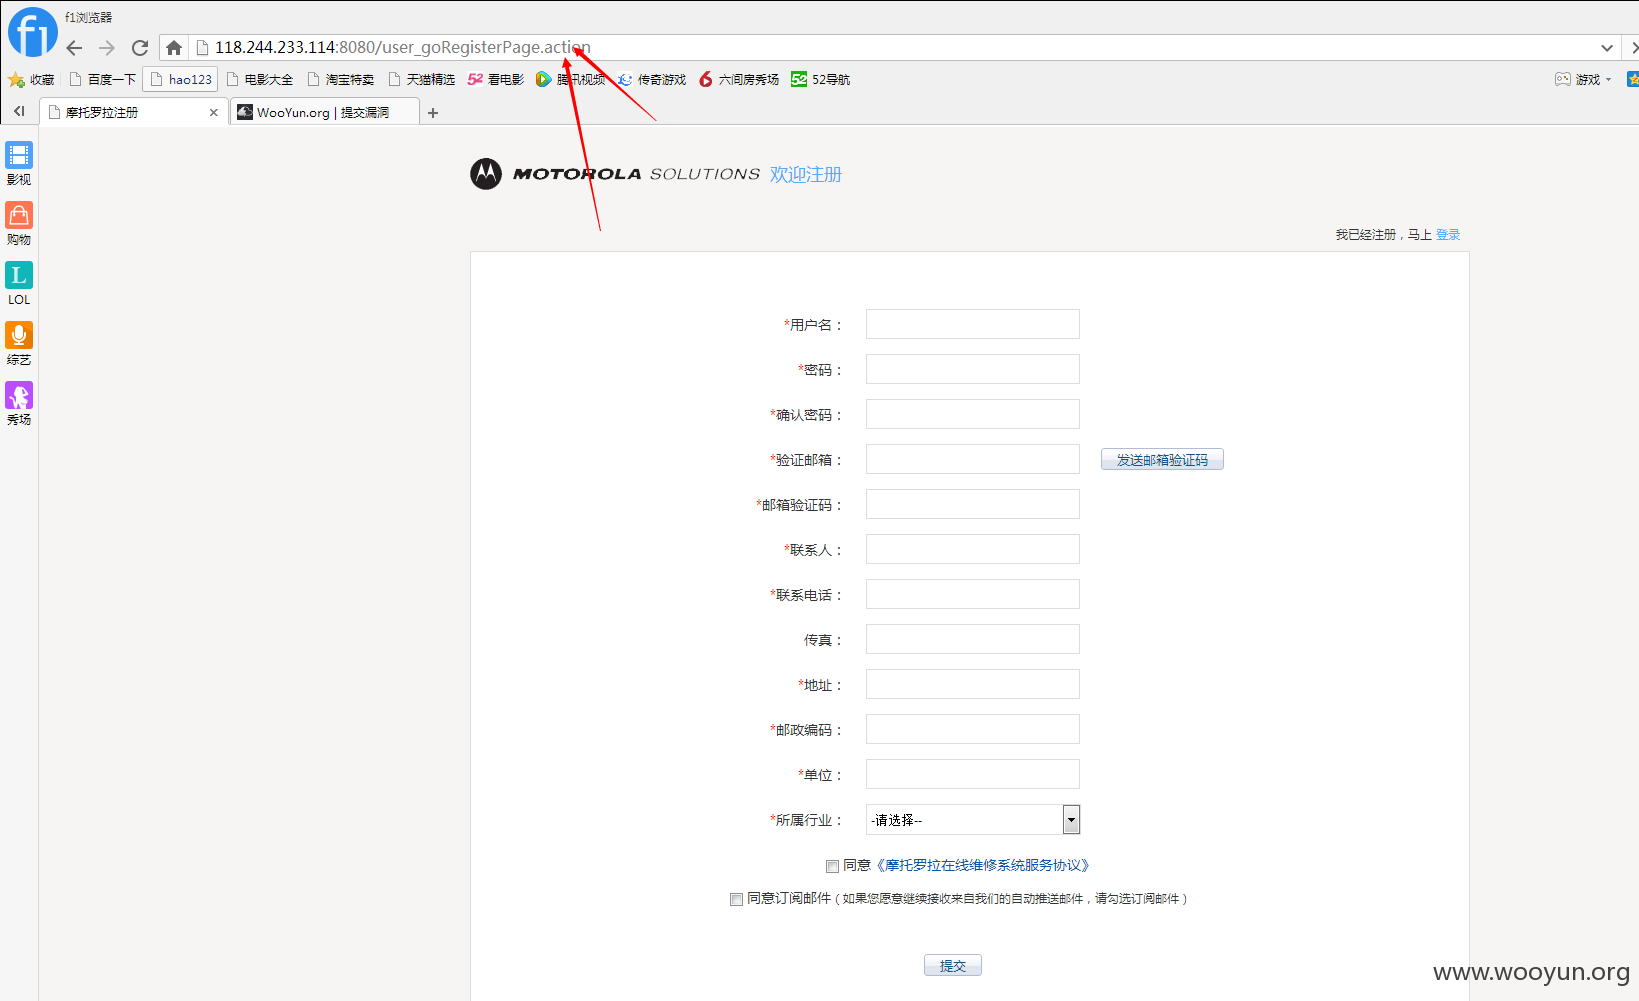 f1浏览器
f1
118.244.233.114:8080/user_goRegisterPage.action
收藏 百度一下 hao123 电影大全 淘宝特卖 天猫精选 52 看电影 腾讯视频 传奇游戏 6 六间房秀场 52 52导航 游戏
摩托罗拉注册 × WooYun.org | 提交漏洞 +
影视
购物
L
LOL
综艺
秀场
MOTOROLA SOLUTIONS 欢迎注册
我已经注册，马上 登录
*用户名：
*密码：
*确认密码：
*验证邮箱： 发送邮箱验证码
*邮箱验证码：
*联系人：
*联系电话：
传真：
*地址：
*邮政编码：
*单位：
*所属行业： -请选择--
同意《摩托罗拉在线维修系统服务协议》
同意订阅邮件（如果您愿意继续接收来自我们的自动推送邮件，请勾选订阅邮件）
提交
www.wooyun.org